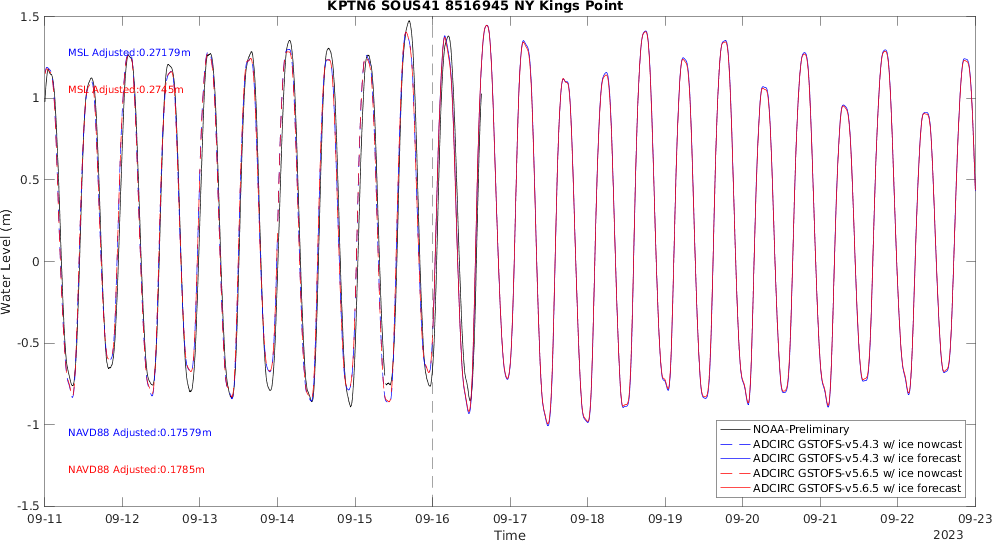 KPTN6 SOUS41 8516945 NY Kings Point
1.5
1
0.5
0
-0.5
-1
-1.5
Water Level (m)
MSL Adjusted:0.27179m
MSL Adjusted:0.2745m
NAVD88 Adjusted:0.17579m
NAVD88 Adjusted:0.1785m
NOAA-Preliminary
ADCIRC GSTOFS-v5.4.3 w/ ice nowcast
ADCIRC GSTOFS-v5.4.3 w/ ice forecast
ADCIRC GSTOFS-v5.6.5 w/ ice nowcast
ADCIRC GSTOFS-v5.6.5 w/ ice forecast
09-11 09-12 09-13 09-14 09-15 09-16 09-17 09-18 09-19 09-20 09-21 09-22 09-23
Time
2023